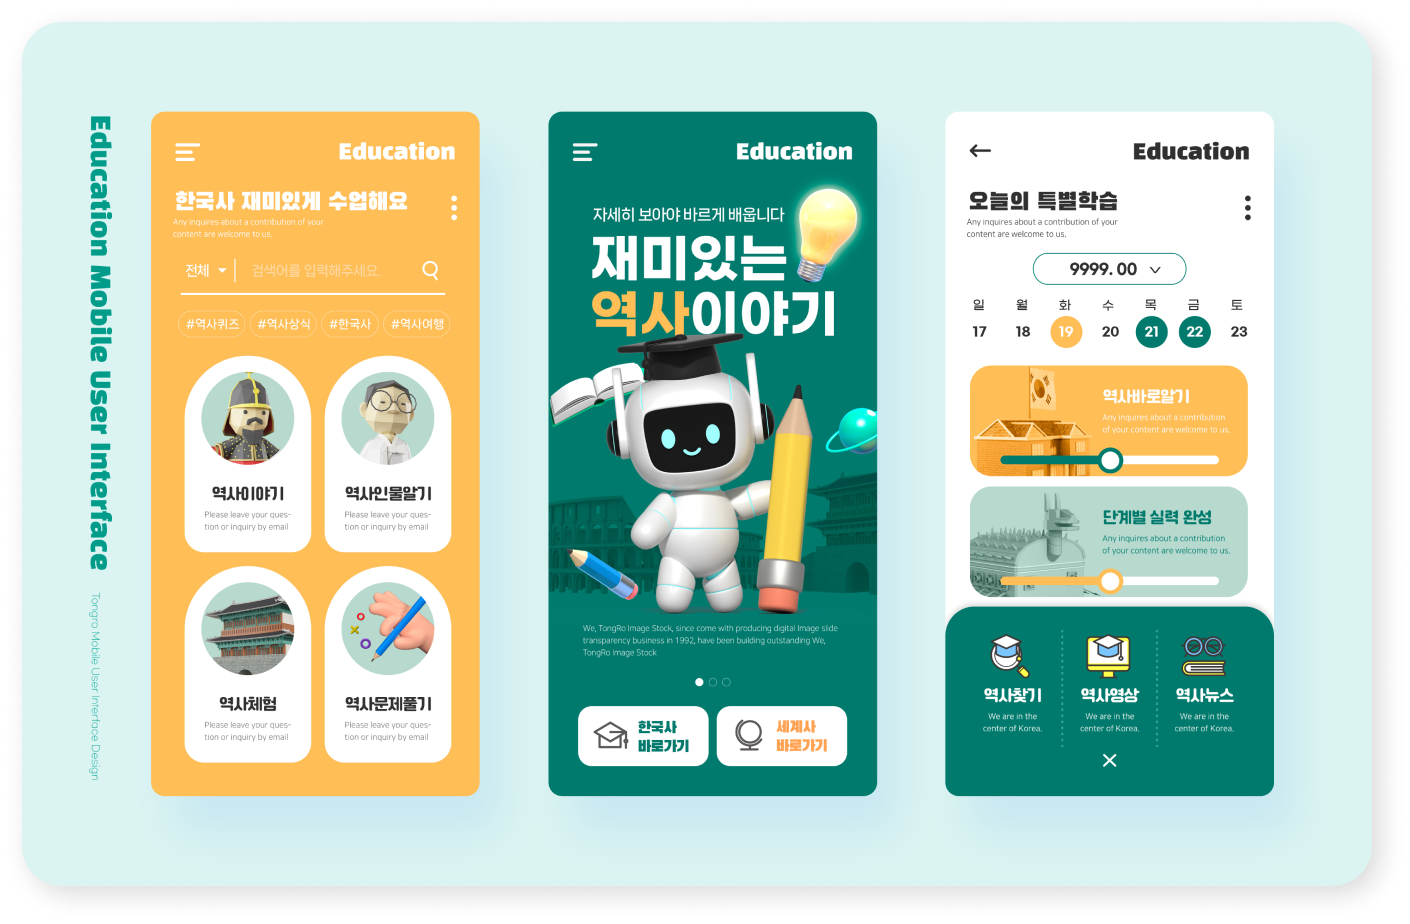 Education Mobile User Interface
Tongro Mobile User Interface Design
Education
한국사 재미있게 수업해요
Any inquires about a contribution of your
content are welcome to us.
전체
검색어를 입력해주세요.
#역사퀴즈
#역사상식
#한국사
#역사여행
역사이야기
Please leave your ques-
tion or inquiry by email
역사인물알기
Please leave your ques-
tion or inquiry by email
역사체험
Please leave your ques-
tion or inquiry by email
역사문제풀기
Please leave your ques-
tion or inquiry by email
Education
자세히 보아야 바르게 배웁니다
재미있는
역사이야기
We, TongRo Image Stock, since come with producing digital Image slide
transparency business in 1992, have been building outstanding We,
TongRo Image Stock
한국사
바로가기
세계사
바로가기
Education
오늘의 특별학습
Any inquires about a contribution of your
content are welcome to us.
9999. 00
일 월 화 수 목 금 토
17 18 19 20 21 22 23
역사바로알기
Any inquires about a contribution
of your content are welcome to us.
단계별 실력 완성
Any inquires about a contribution
of your content are welcome to us.
역사찾기
We are in the
center of Korea.
역사영상
We are in the
center of Korea.
역사뉴스
We are in the
center of Korea.